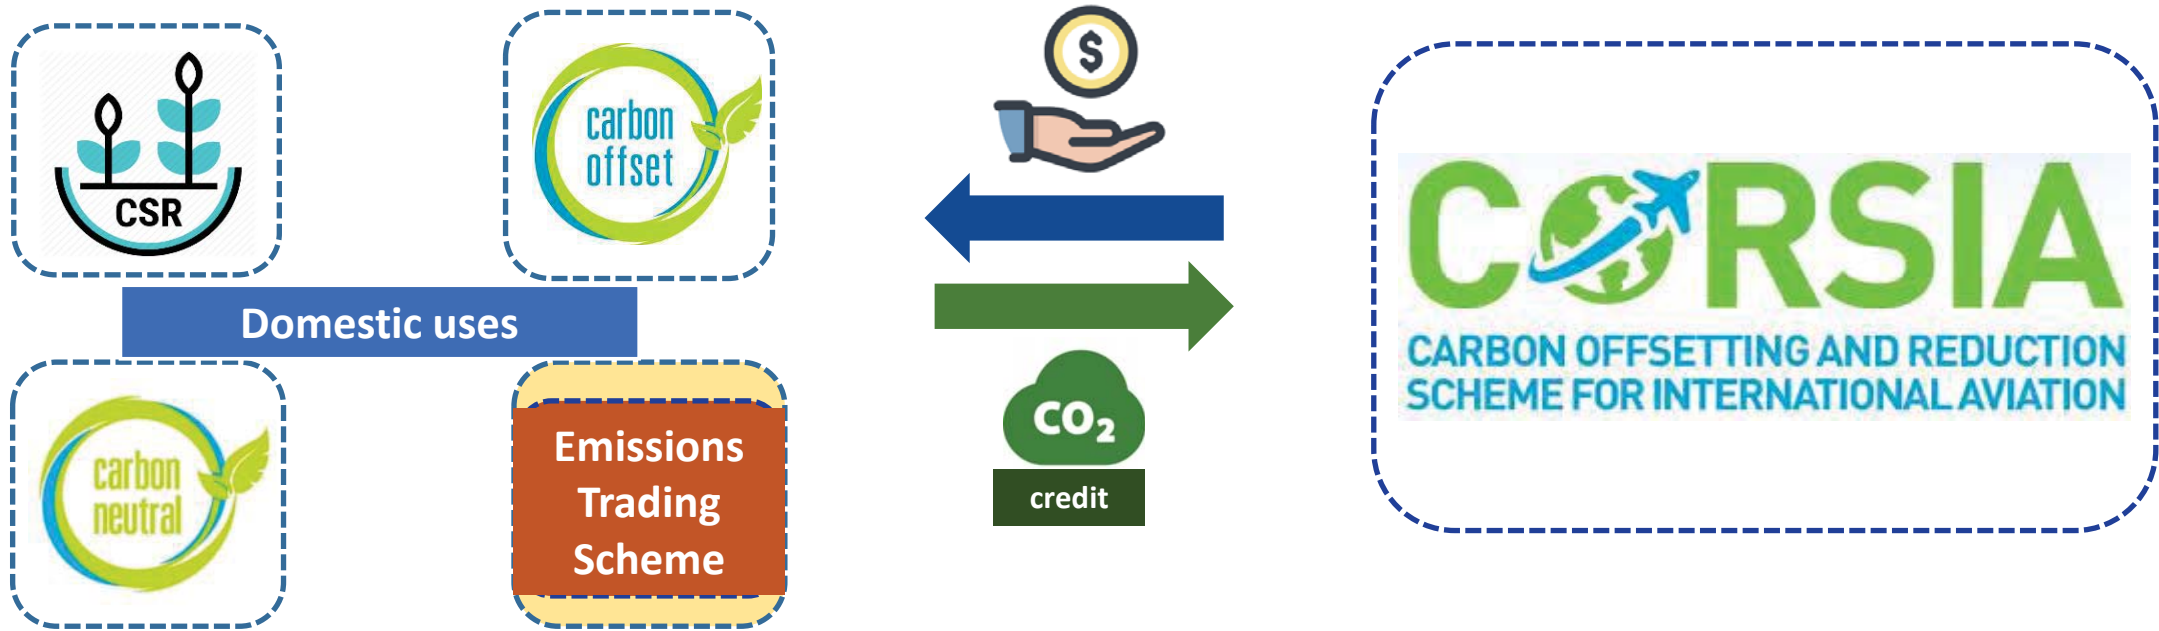 CSR
carbon
offset
Domestic uses
carbon
neutral
Emissions
Trading
Scheme
$
CO₂
credit
CORSIA
CARBON OFFSETTING AND REDUCTION
SCHEME FOR INTERNATIONAL AVIATION